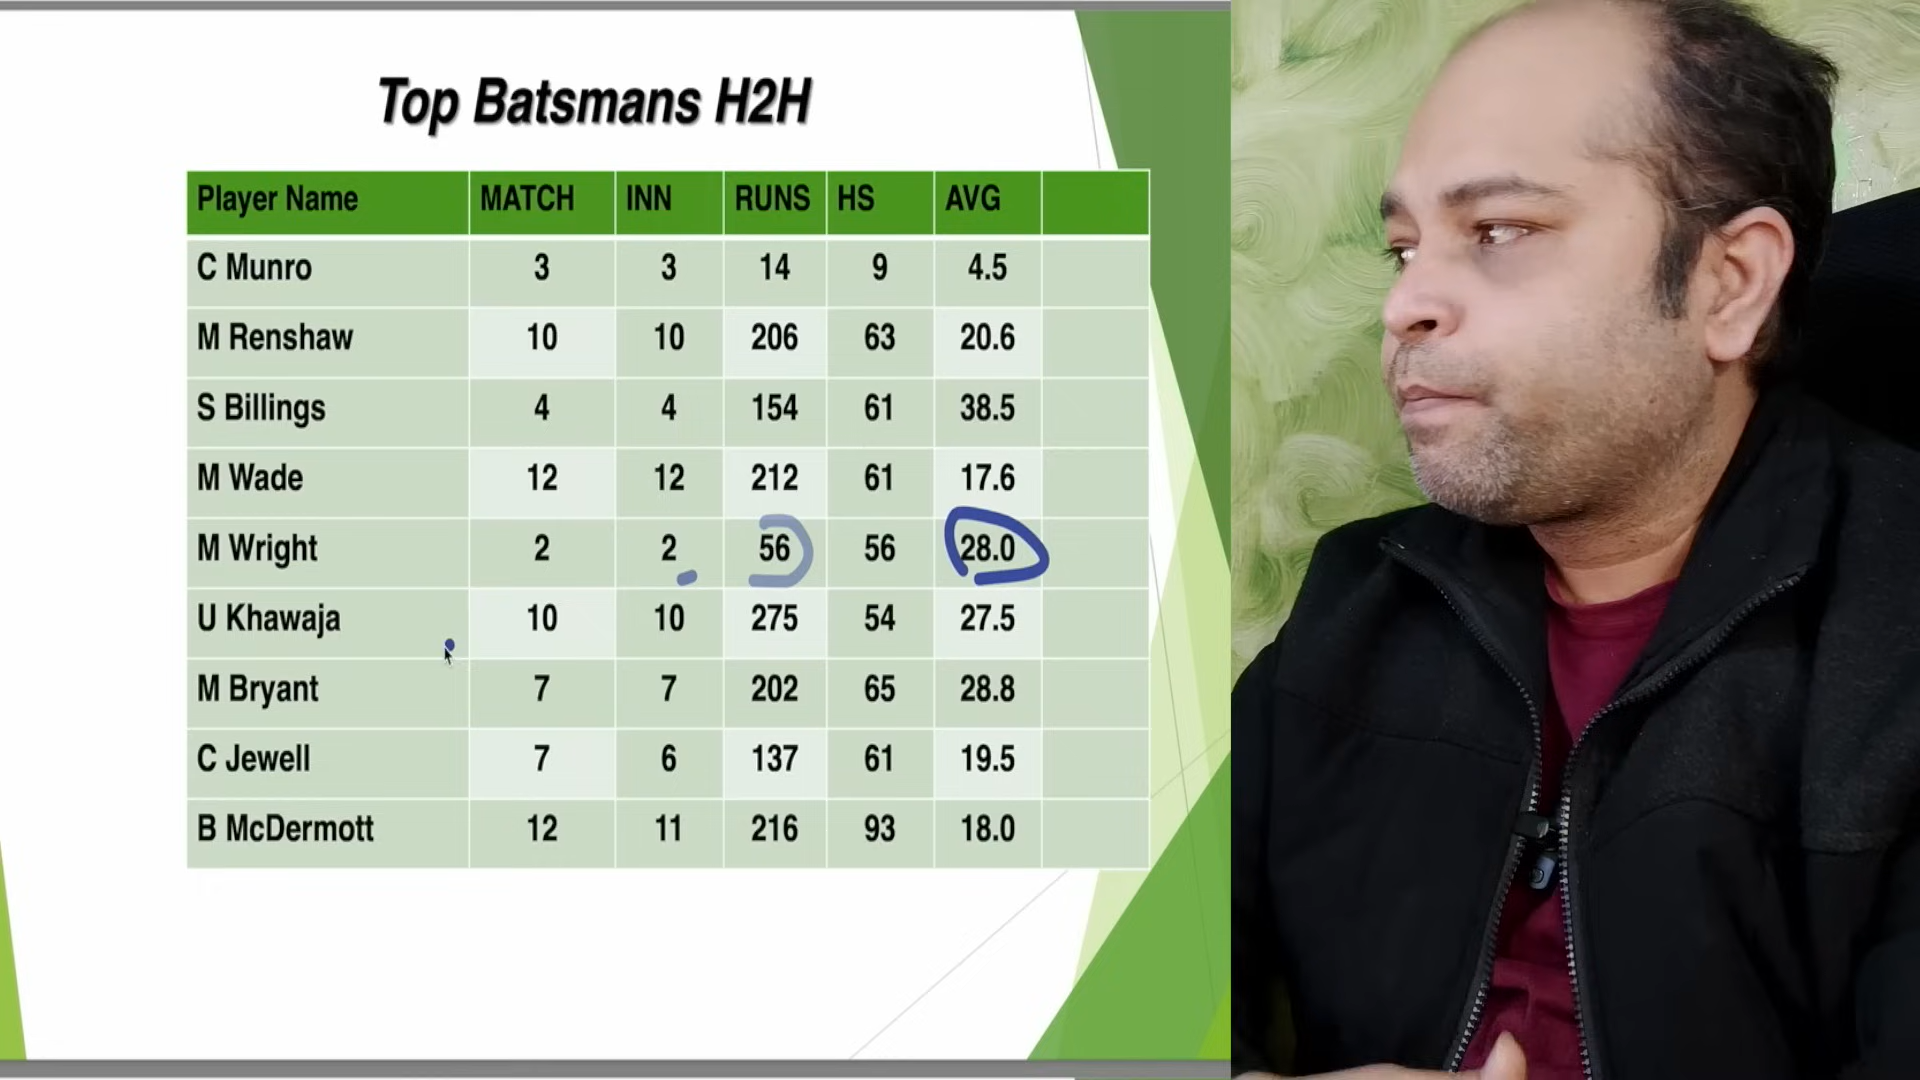 Top Batsmans H2H
Player Name MATCH INN RUNS HS AVG
C Munro 3 3 14 9 4.5
M Renshaw 10 10 206 63 20.6
S Billings 4 4 154 61 38.5
M Wade 12 12 212 61 17.6
M Wright 2 2 56 56 28.0
U Khawaja 10 10 275 54 27.5
M Bryant 7 7 202 65 28.8
C Jewell 7 6 137 61 19.5
B McDermott 12 11 216 93 18.0